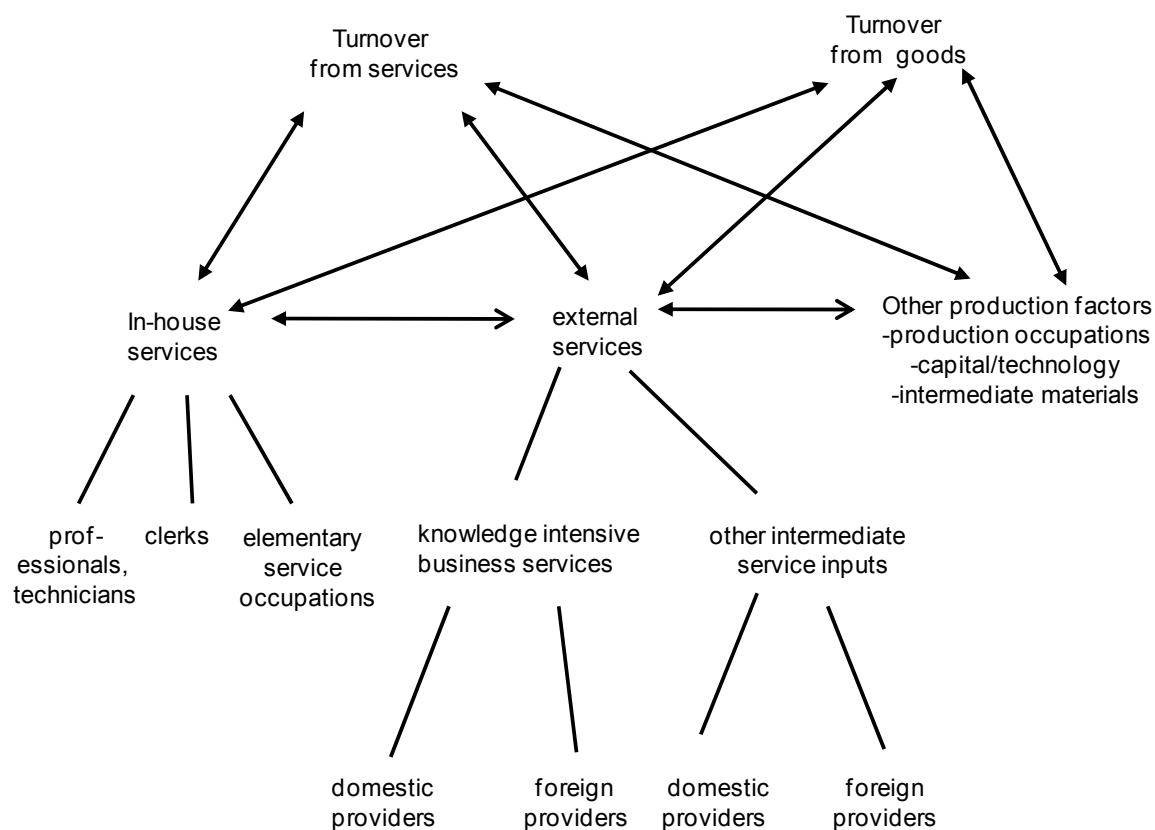 Turnover
from services
Turnover
from goods
In-house
services
external
services
Other production factors
-production occupations
-capital/technology
-intermediate materials
prof-
essionals,
technicians
clerks
elementary
service
occupations
knowledge intensive
business services
other intermediate
service inputs
domestic
providers
foreign
providers
domestic
providers
foreign
providers